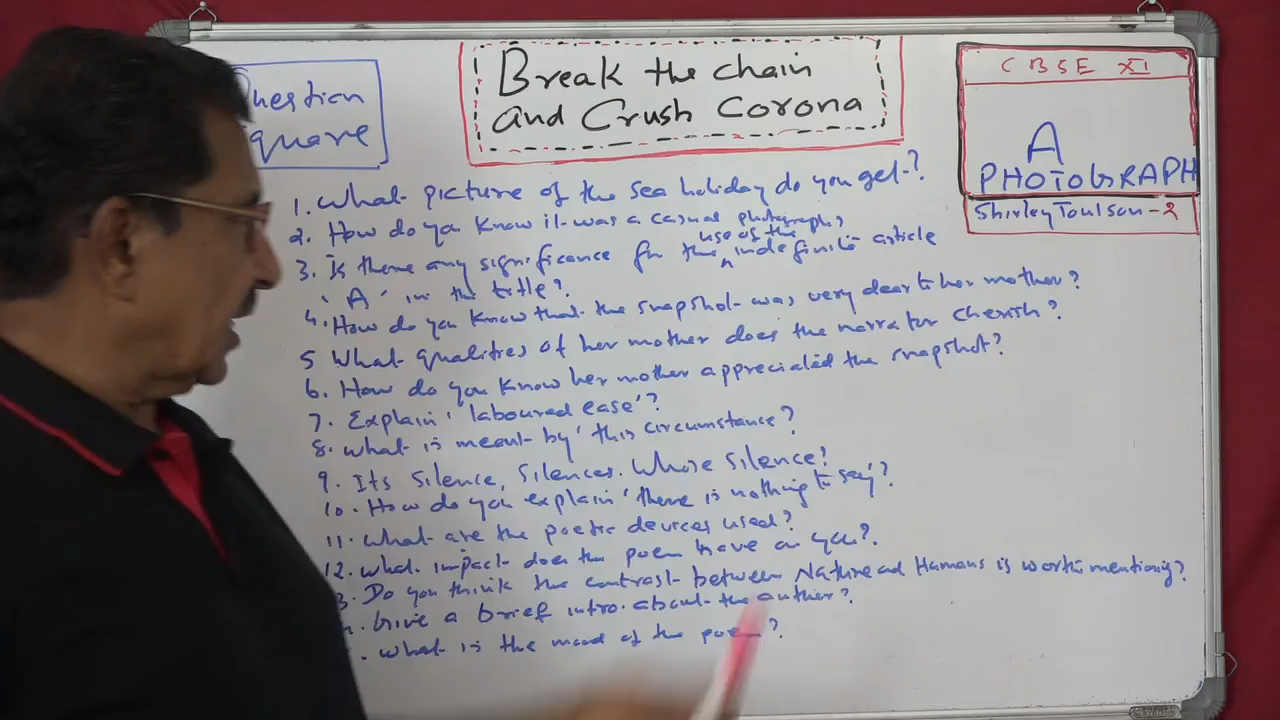 Question
Square
Break the chain
and Crush Corona
CBSE XI
A
PHOTOGRAPH
Shirley Toulson-2
1. What picture of the sea holiday do you get?
2. How do you know it was a casual photograph?
3. Is there any significance for the use of the indefinite article
'A' in the title?
4. How do you know that the snapshot was very dear to her mother?
5 What qualities of her mother does the narrator cherish?
6. How do you know her mother appreciated the snapshot?
7. Explain 'laboured ease'?
8. What is meant by 'this circumstance?
9. Its silence, silences. Whose silence?
10. How do you explain 'there is nothing to say'?
11. What are the poetic devices used?
12. What impact does the poem have on you?
3. Do you think the contrast between Nature and Humans is worth mentioning?
. Give a brief intro. about the author?
. What is the mood of the poem?